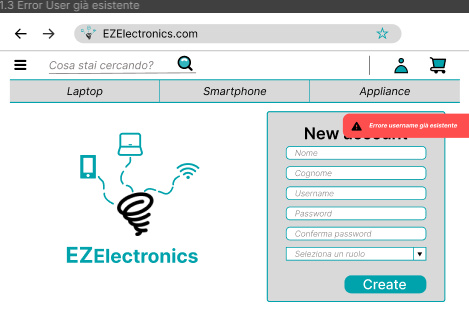 1.3 Error User già esistente
EZElectronics.com
Cosa stai cercando?
Laptop
Smartphone
Appliance
Errore username già esistente
New account
Nome
Cognome
Username
Password
Conferma password
Seleziona un ruolo
Create
EZElectronics